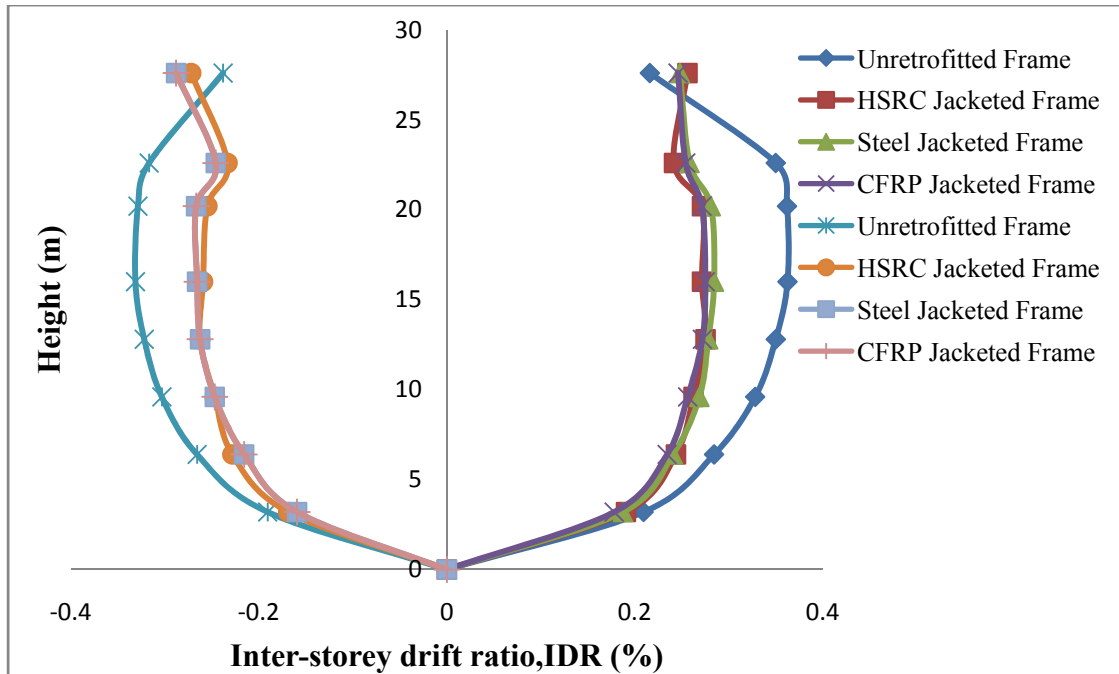 30
25
20
15
10
5
0
-0.4
-0.2
0
0.2
0.4
Height (m)
Inter-storey drift ratio,IDR (%)
Unretrofitted Frame
HSRC Jacketed Frame
Steel Jacketed Frame
CFRP Jacketed Frame
Unretrofitted Frame
HSRC Jacketed Frame
Steel Jacketed Frame
CFRP Jacketed Frame